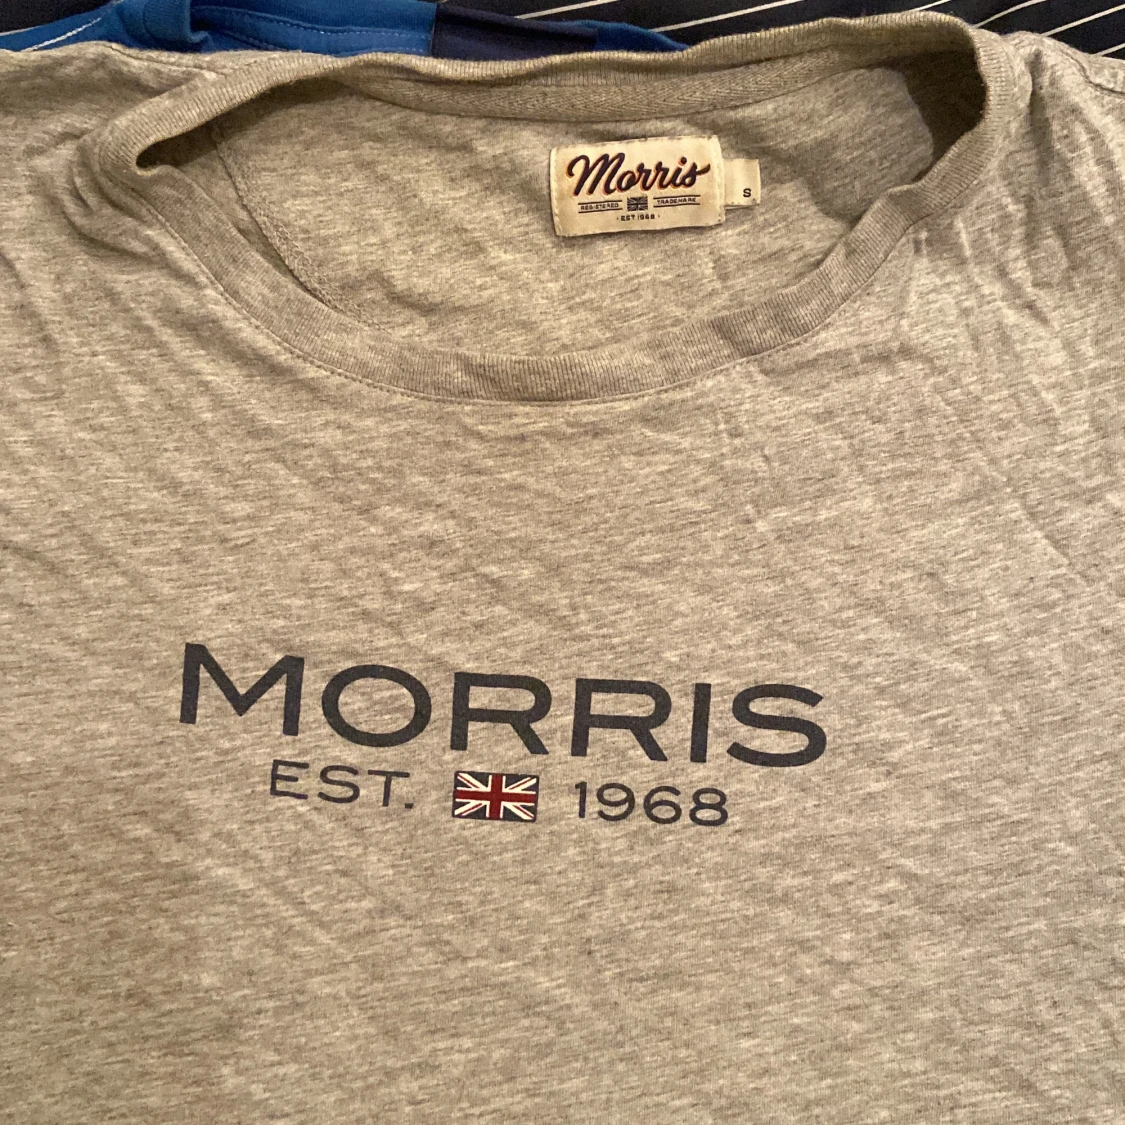 Morris
S
REGISTERED TRADEMARK
· EST 1968 ·
MORRIS
EST. 1968